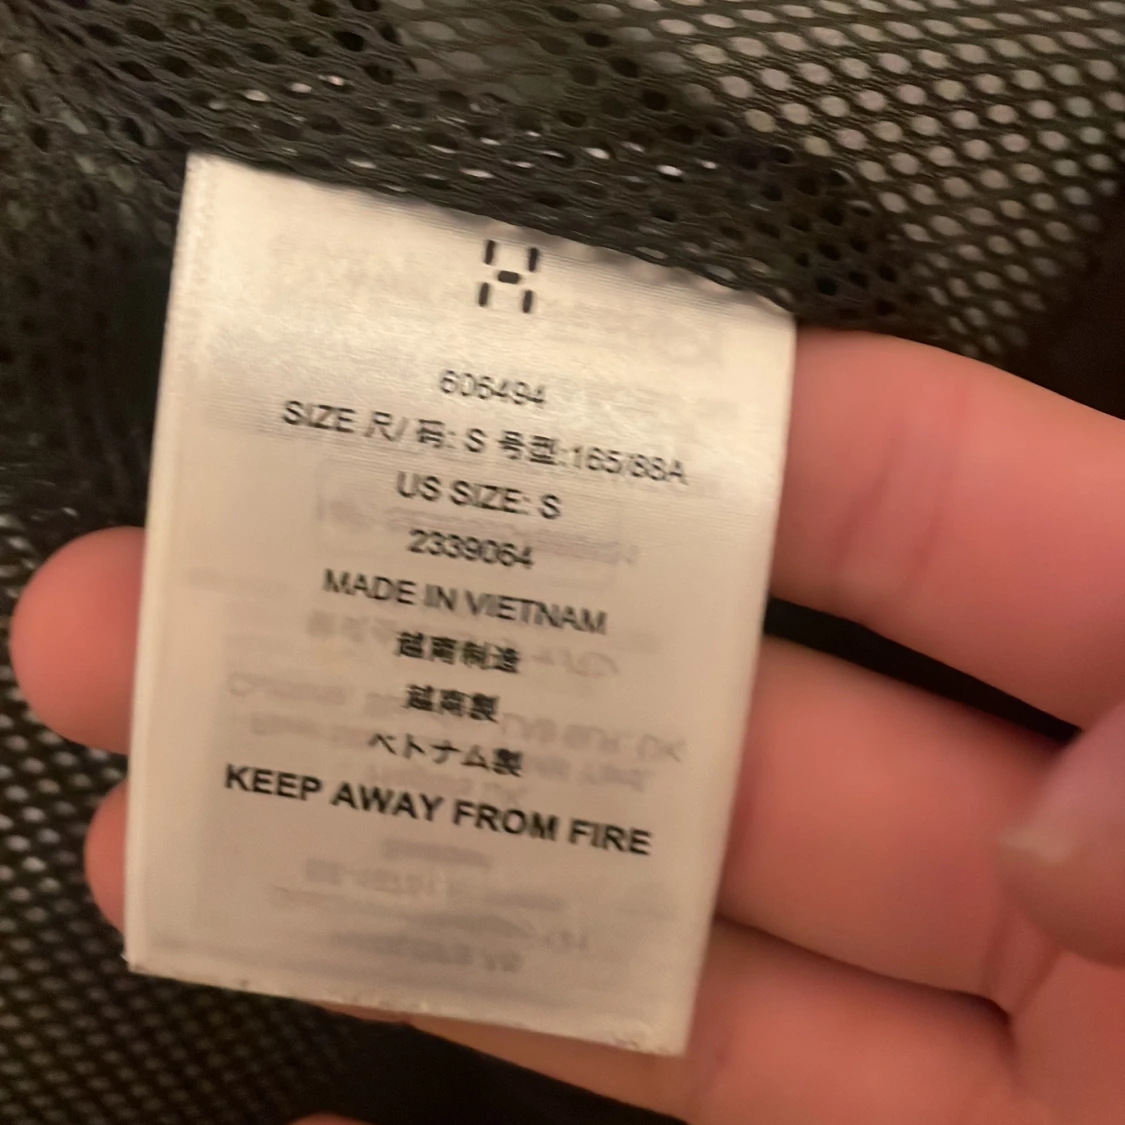 H
606494
SIZE 尺/ 码: S 号型:165/88A
US SIZE: S
2339064
MADE IN VIETNAM
越南制造
越南製
ベトナム製
KEEP AWAY FROM FIRE